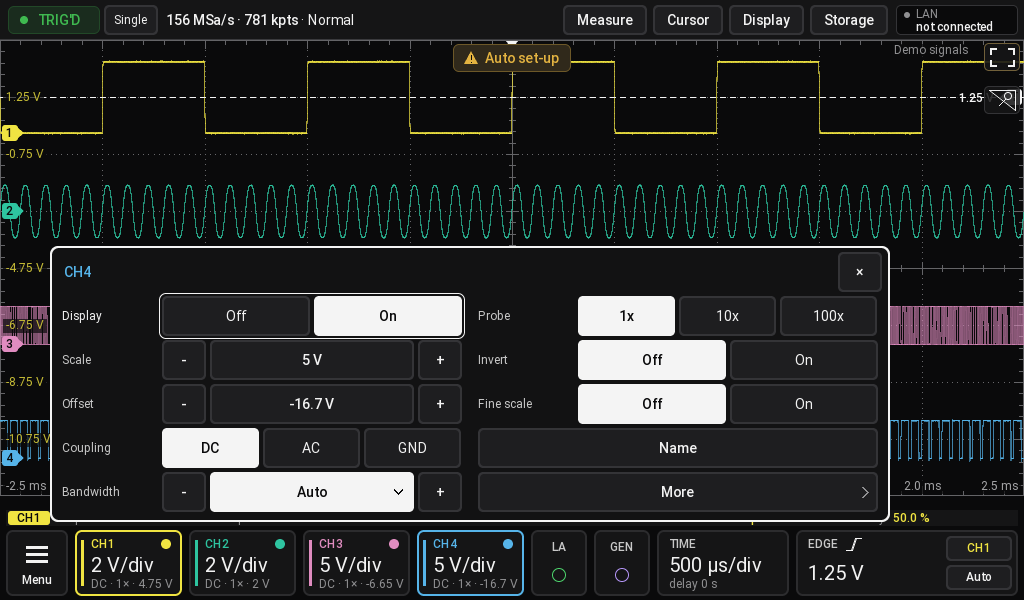 TRIG'D
Single
156 MSa/s · 781 kpts · Normal
Measure
Cursor
Display
Storage
LAN
not connected
Demo signals
Auto set-up
1.25 V
1.25
1
-0.75 V
2
-4.75 V
CH4
×
Display
Off
On
Probe
1x
10x
100x
-6.75 V
3
Scale
-
5 V
+
Invert
Off
On
-8.75 V
Offset
-
-16.7 V
+
Fine scale
Off
On
-10.75 V
4
Coupling
DC
AC
GND
Name
-2.5 ms
Bandwidth
-
Auto
+
More
2.0 ms
2.5 ms
CH1
50.0 %
Menu
CH1
2 V/div
DC · 1× · 4.75 V
CH2
2 V/div
DC · 1× · 2 V
CH3
5 V/div
DC · 1× · -6.65 V
CH4
5 V/div
DC · 1× · -16.7 V
LA
GEN
TIME
500 µs/div
delay 0 s
EDGE
1.25 V
CH1
Auto